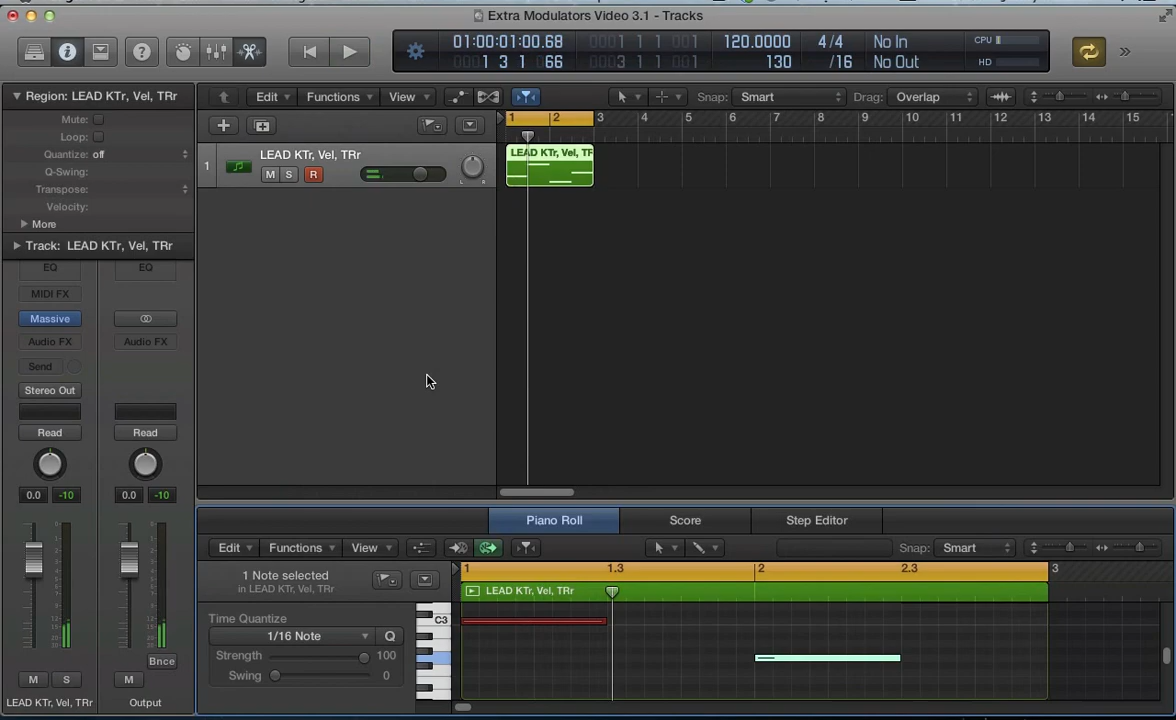 Extra Modulators Video 3.1 - Tracks
01:00:01:00.68 0001 1 1 001 120.0000 4/4 No In CPU
0001 3 1 066 0003 1 1 001 130 /16 No Out HD
Region: LEAD KTr, Vel, TRr
Edit Functions View Snap: Smart Drag: Overlap
Mute:
Loop:
Quantize: off
Q-Swing:
Transpose:
Velocity:
More
Track: LEAD KTr, Vel, TRr
1 2 3 4 5 6 7 8 9 10 11 12 13 14 15
1 LEAD KTr, Vel, TRr
M S R
L R
LEAD KTr, Vel, TR
EQ EQ
MIDI FX
Massive
Audio FX Audio FX
Send
Stereo Out
Read Read
0.0 -10 0.0 -10
Bnce
M S M
LEAD KTr, Vel, TRr Output
Piano Roll Score Step Editor
Edit Functions View Snap: Smart
1 Note selected
in LEAD KTr, Vel, TRr
1 1.3 2 2.3 3
LEAD KTr, Vel, TRr
Time Quantize
1/16 Note Q
Strength 100
Swing 0
C3